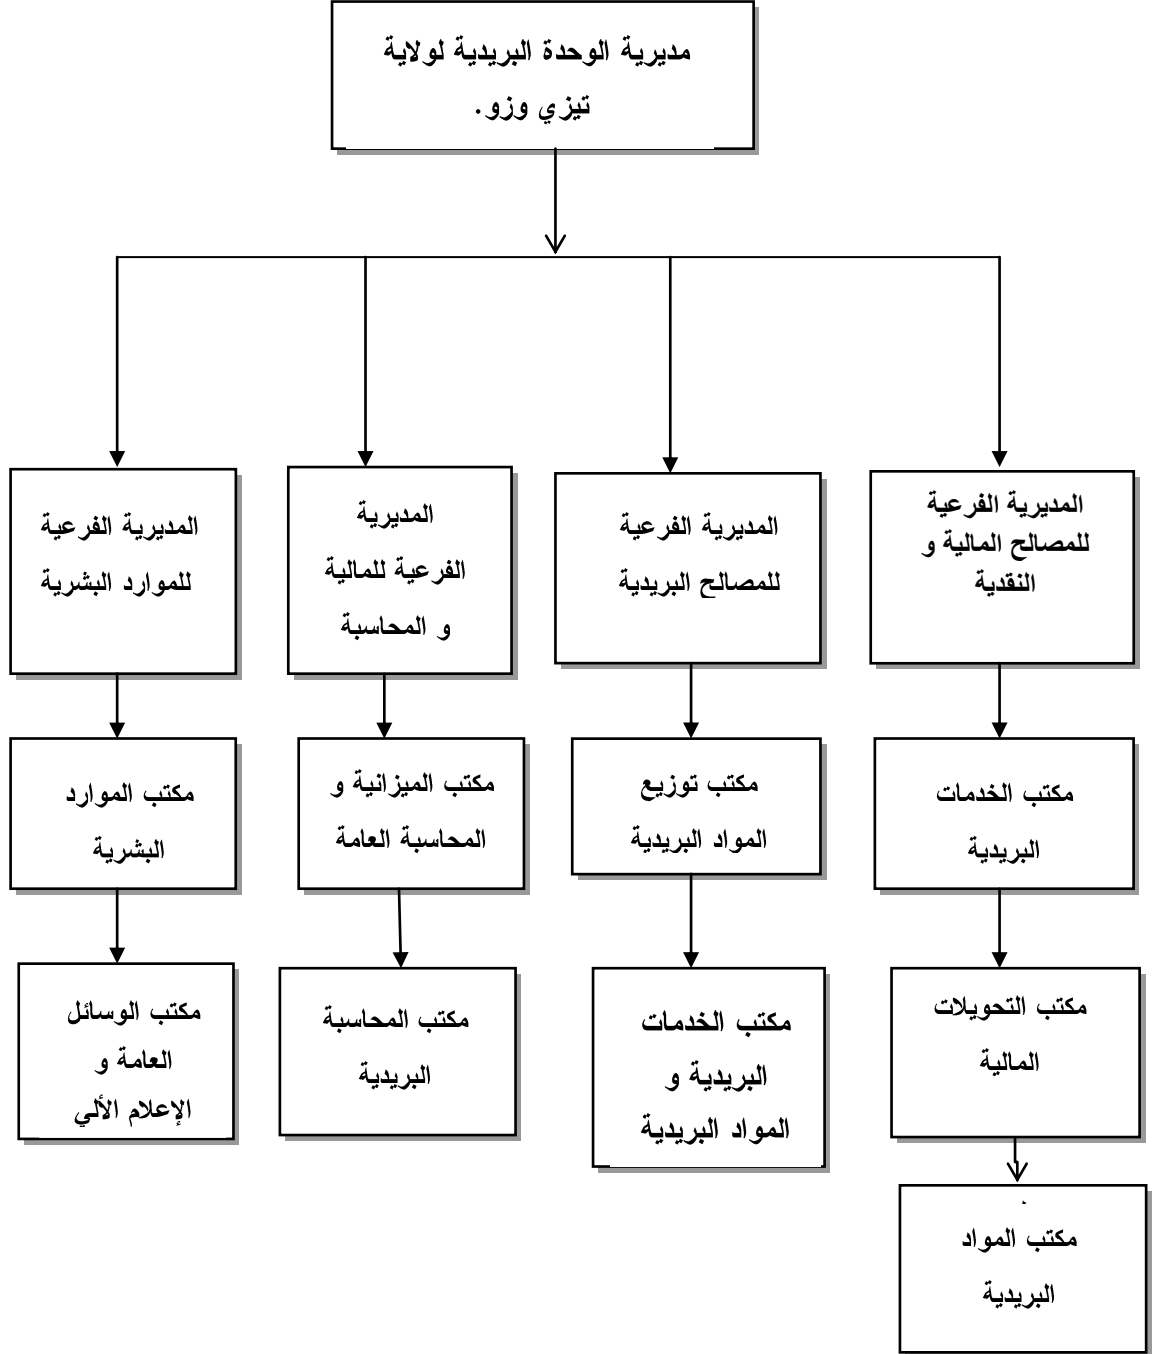 مديرية الوحدة البريدية لولاية
تيزي وزو.
المديرية الفرعية
للمصالح المالية و
النقدية
المديرية الفرعية
للمصالح البريدية
المديرية
الفرعية للمالية
و المحاسبة
المديرية الفرعية
للموارد البشرية
مكتب الخدمات
البريدية
مكتب توزيع
المواد البريدية
مكتب الميزانية و
المحاسبة العامة
مكتب الموارد
البشرية
مكتب التحويلات
المالية
مكتب الخدمات
البريدية و
المواد البريدية
مكتب المحاسبة
البريدية
مكتب الوسائل
العامة و
الإعلام الألي
مكتب المواد
البريدية